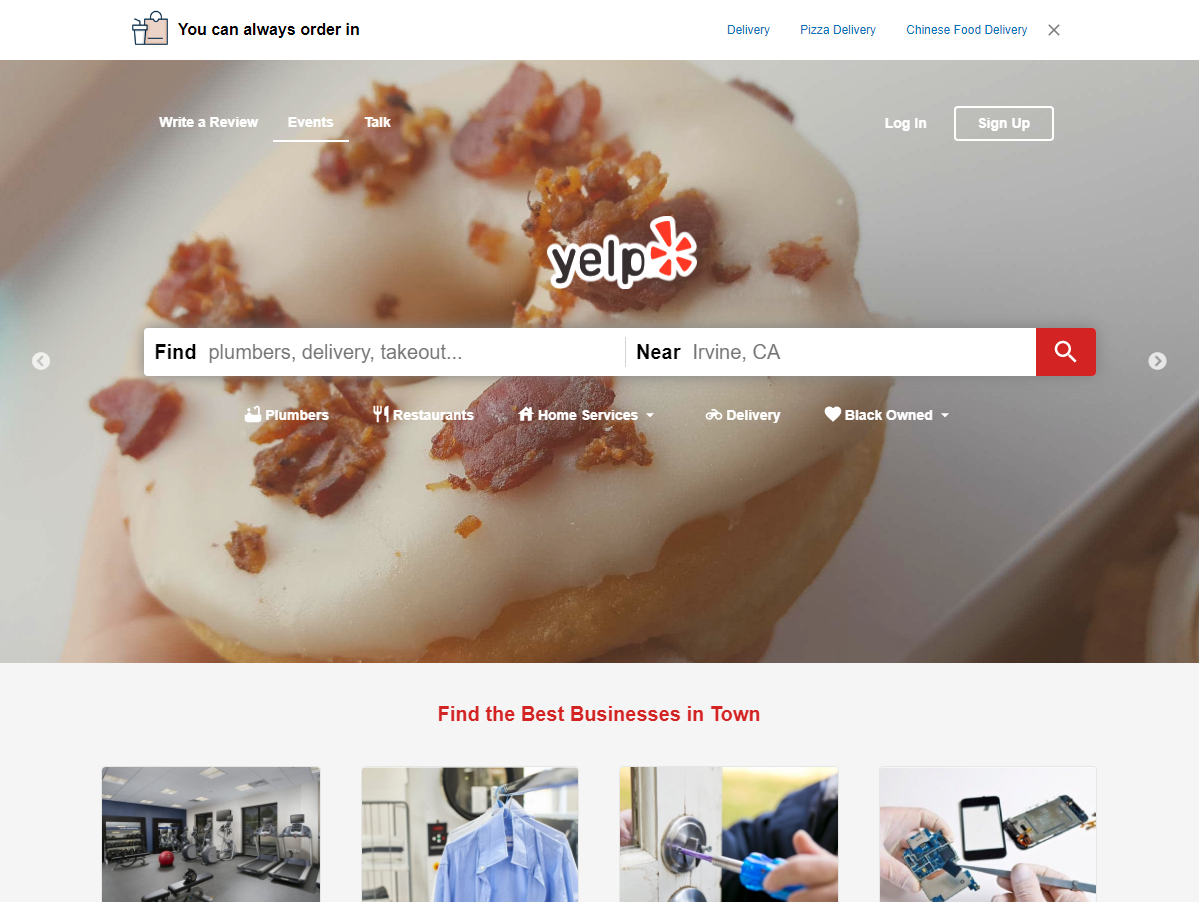 You can always order in
Delivery Pizza Delivery Chinese Food Delivery
Write a Review Events Talk Log In Sign Up
yelp
Find plumbers, delivery, takeout... Near Irvine, CA
Plumbers Restaurants Home Services Delivery Black Owned
Find the Best Businesses in Town